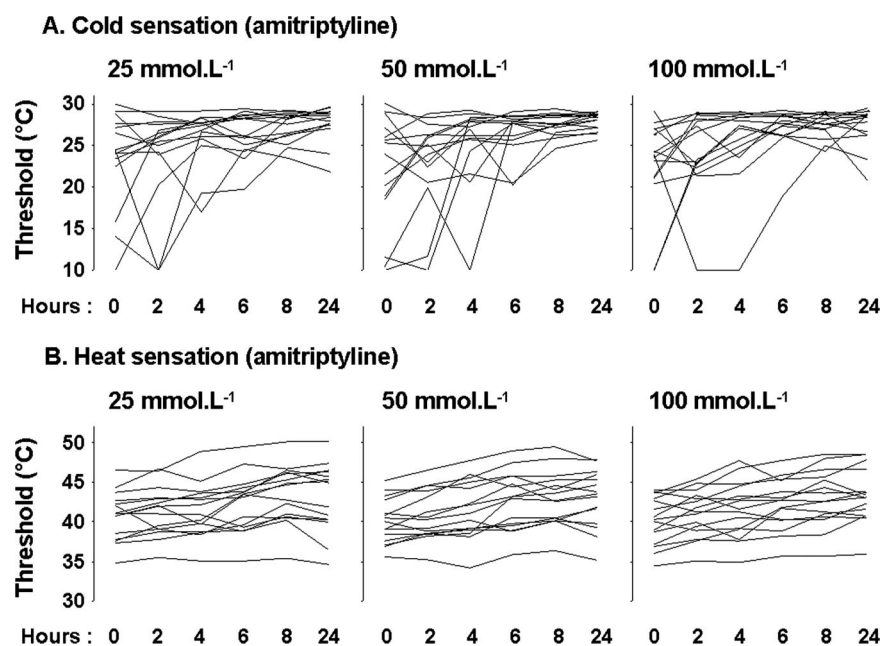 A. Cold sensation (amitriptyline)
25 mmol.L⁻¹ 50 mmol.L⁻¹ 100 mmol.L⁻¹
Threshold (°C)
30
25
20
15
10
Hours : 0 2 4 6 8 24 0 2 4 6 8 24 0 2 4 6 8 24
B. Heat sensation (amitriptyline)
25 mmol.L⁻¹ 50 mmol.L⁻¹ 100 mmol.L⁻¹
Threshold (°C)
50
45
40
35
30
Hours : 0 2 4 6 8 24 0 2 4 6 8 24 0 2 4 6 8 24